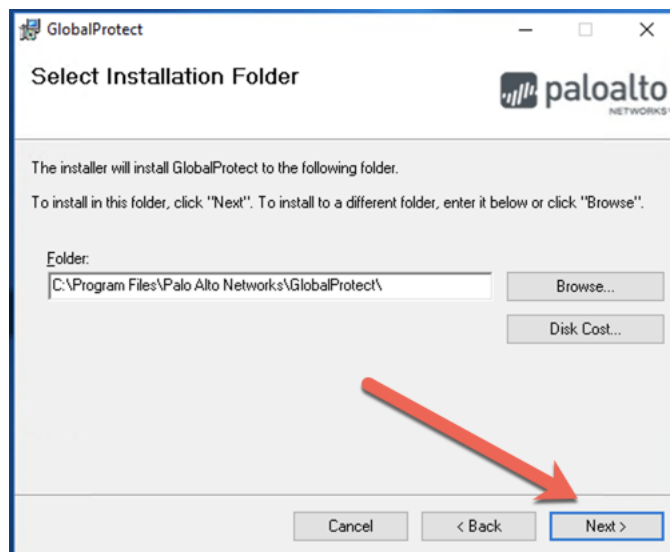 GlobalProtect
Select Installation Folder
paloalto
NETWORKS
The installer will install GlobalProtect to the following folder.
To install in this folder, click "Next". To install to a different folder, enter it below or click "Browse".
Folder:
C:\Program Files\Palo Alto Networks\GlobalProtect\
Browse...
Disk Cost...
Cancel
< Back
Next >